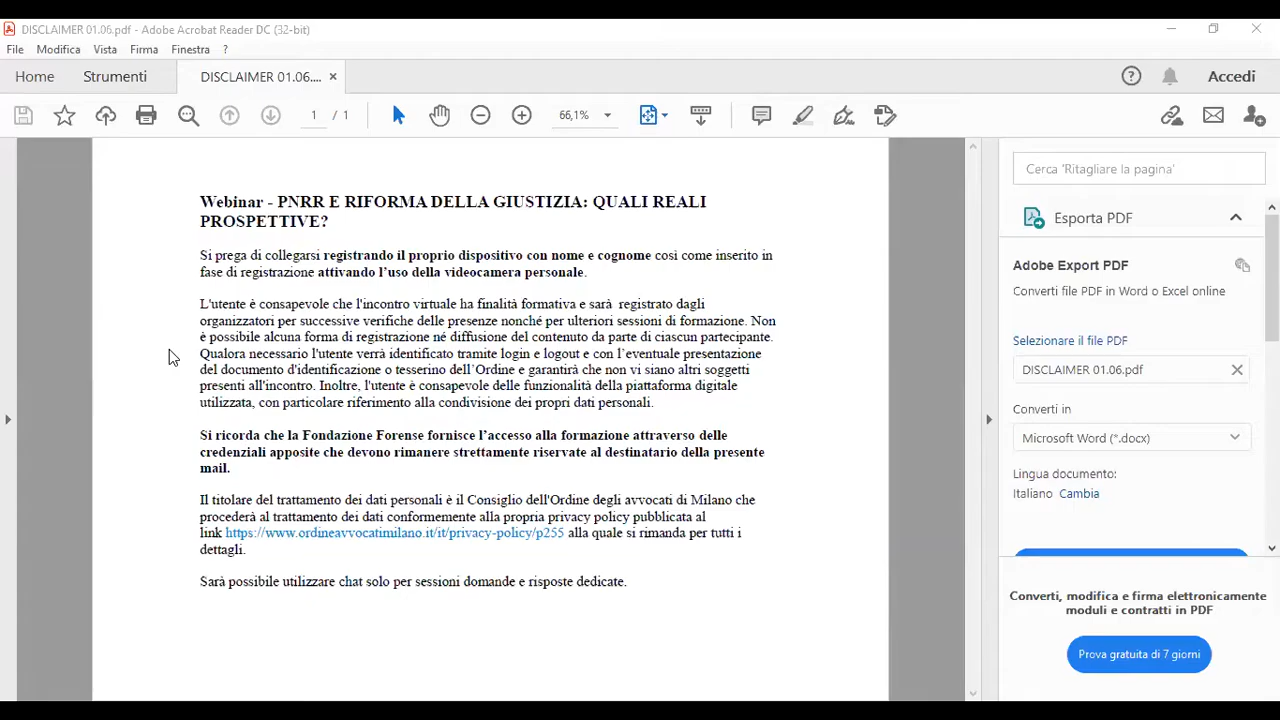 DISCLAIMER 01.06.pdf - Adobe Acrobat Reader DC (32-bit)
File Modifica Vista Firma Finestra ?
Home Strumenti DISCLAIMER 01.06.... × Accedi
1 / 1 66,1%
Webinar - PNRR E RIFORMA DELLA GIUSTIZIA: QUALI REALI
PROSPETTIVE?
Si prega di collegarsi registrando il proprio dispositivo con nome e cognome così come inserito in
fase di registrazione attivando l’uso della videocamera personale.
L'utente è consapevole che l'incontro virtuale ha finalità formativa e sarà registrato dagli
organizzatori per successive verifiche delle presenze nonché per ulteriori sessioni di formazione. Non
è possibile alcuna forma di registrazione né diffusione del contenuto da parte di ciascun partecipante.
Qualora necessario l'utente verrà identificato tramite login e logout e con l’eventuale presentazione
del documento d'identificazione o tesserino dell’Ordine e garantirà che non vi siano altri soggetti
presenti all'incontro. Inoltre, l'utente è consapevole delle funzionalità della piattaforma digitale
utilizzata, con particolare riferimento alla condivisione dei propri dati personali.
Si ricorda che la Fondazione Forense fornisce l’accesso alla formazione attraverso delle
credenziali apposite che devono rimanere strettamente riservate al destinatario della presente
mail.
Il titolare del trattamento dei dati personali è il Consiglio dell'Ordine degli avvocati di Milano che
procederà al trattamento dei dati conformemente alla propria privacy policy pubblicata al
link https://www.ordineavvocatimilano.it/it/privacy-policy/p255 alla quale si rimanda per tutti i
dettagli.
Sarà possibile utilizzare chat solo per sessioni domande e risposte dedicate.
Cerca 'Ritagliare la pagina'
Esporta PDF
Adobe Export PDF
Converti file PDF in Word o Excel online
Selezionare il file PDF
DISCLAIMER 01.06.pdf
Converti in
Microsoft Word (*.docx)
Lingua documento:
Italiano Cambia
Converti, modifica e firma elettronicamente
moduli e contratti in PDF
Prova gratuita di 7 giorni